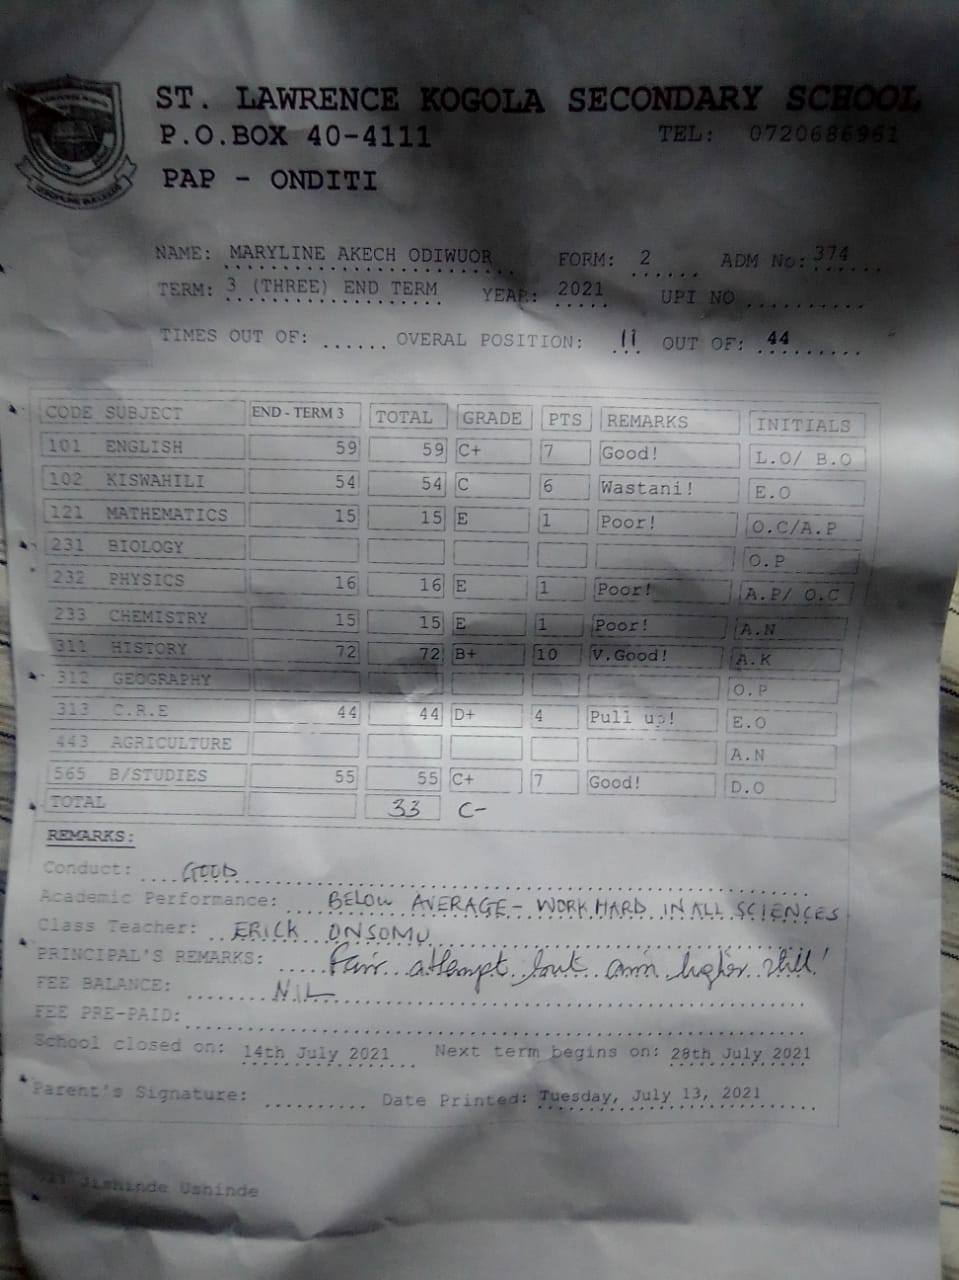 ST. LAWRENCE KOGOLA SECONDARY SCHOOL
P.O.BOX 40-4111 TEL: 0720686961
PAP - ONDITI
NAME: MARYLINE AKECH ODIWUOR FORM: 2 ADM No: 374
TERM: 3 (THREE) END TERM YEAR: 2021 UPI NO
TIMES OUT OF: ...... OVERAL POSITION: 11 OUT OF: 44
CODE SUBJECT END - TERM 3 TOTAL GRADE PTS REMARKS INITIALS
101 ENGLISH 59 59 C+ 7 Good! L.O/ B.O
102 KISWAHILI 54 54 C 6 Wastani! E.O
121 MATHEMATICS 15 15 E 1 Poor! O.C/A.P
231 BIOLOGY O.P
232 PHYSICS 16 16 E 1 Poor! A.P/ O.C
233 CHEMISTRY 15 15 E 1 Poor! A.N
311 HISTORY 72 72 B+ 10 V.Good! A.K
312 GEOGRAPHY O.P
313 C.R.E 44 44 D+ 4 Pull up! E.O
443 AGRICULTURE A.N
565 B/STUDIES 55 55 C+ 7 Good! D.O
TOTAL 33 C-
REMARKS:
Conduct: GOOD
Academic Performance: BELOW AVERAGE - WORK HARD IN ALL SCIENCES
Class Teacher: ERICK ONSOMU
PRINCIPAL'S REMARKS: Fair attempt but aim higher still!
FEE BALANCE: NIL
FEE PRE-PAID:
School closed on: 14th July 2021 Next term begins on: 28th July 2021
Parent's Signature: .......... Date Printed: Tuesday, July 13, 2021
Jishinde Ushinde